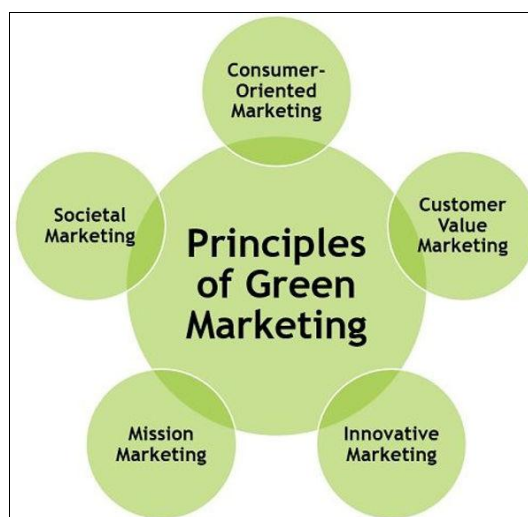 Consumer-
Oriented
Marketing
Societal
Marketing
Customer
Value
Marketing
Principles
of Green
Marketing
Mission
Marketing
Innovative
Marketing